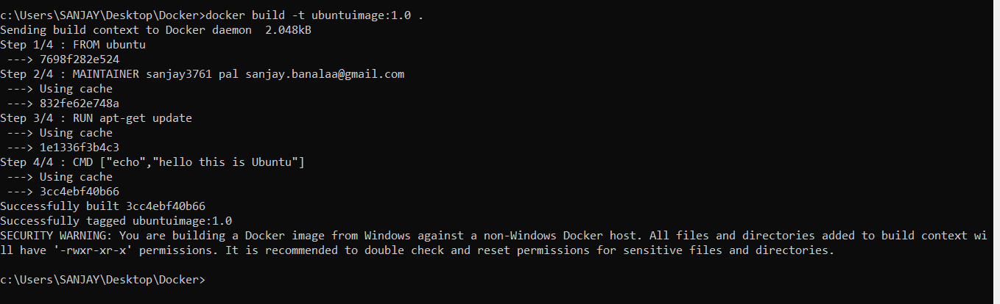 c:\Users\SANJAY\Desktop\Docker>docker build -t ubuntuimage:1.0 .
Sending build context to Docker daemon  2.048kB
Step 1/4 : FROM ubuntu
 ---> 7698f282e524
Step 2/4 : MAINTAINER sanjay3761 pal sanjay.banalaa@gmail.com
 ---> Using cache
 ---> 832fe62e748a
Step 3/4 : RUN apt-get update
 ---> Using cache
 ---> 1e1336f3b4c3
Step 4/4 : CMD ["echo","hello this is Ubuntu"]
 ---> Using cache
 ---> 3cc4ebf40b66
Successfully built 3cc4ebf40b66
Successfully tagged ubuntuimage:1.0
SECURITY WARNING: You are building a Docker image from Windows against a non-Windows Docker host. All files and directories added to build context wi
ll have '-rwxr-xr-x' permissions. It is recommended to double check and reset permissions for sensitive files and directories.
c:\Users\SANJAY\Desktop\Docker>